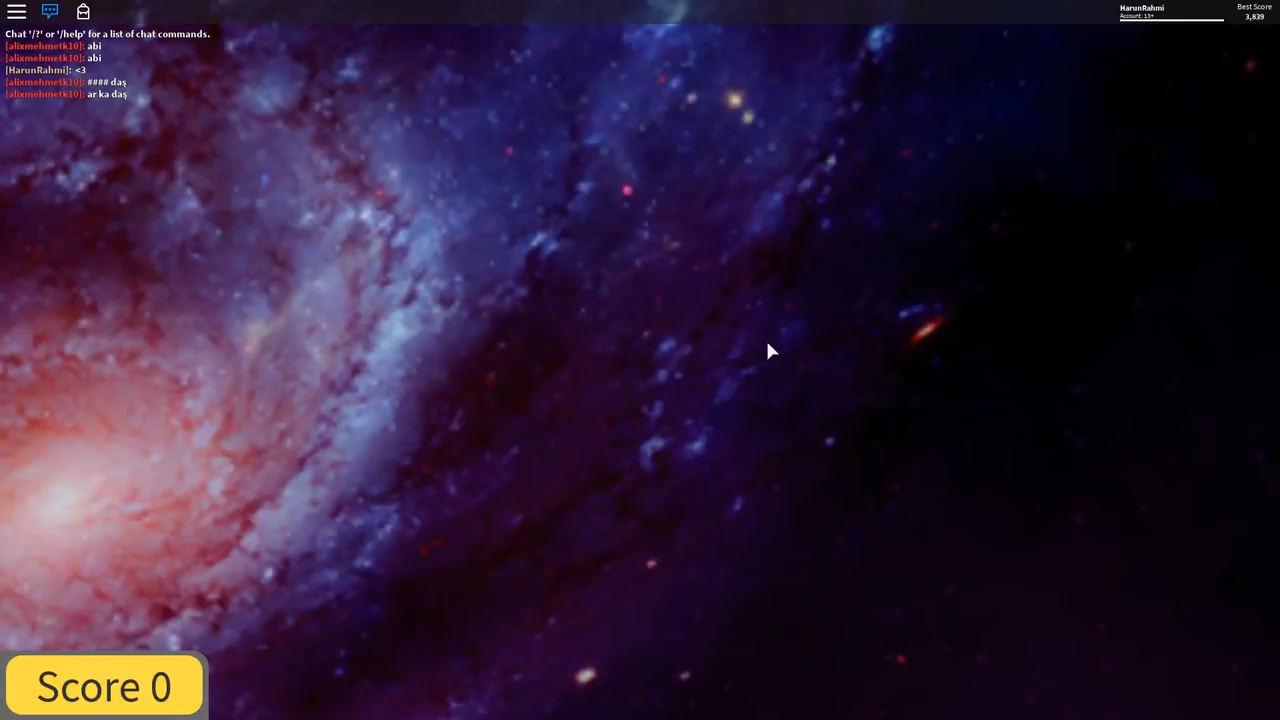 HarunRahmi
Account: 13+
Best Score
3,839
Chat '/?' or '/help' for a list of chat commands.
[alixmehmetk10]: abi
[alixmehmetk10]: abi
[HarunRahmi]: <3
[alixmehmetk10]: #### daş
[alixmehmetk10]: ar ka daş
Score 0